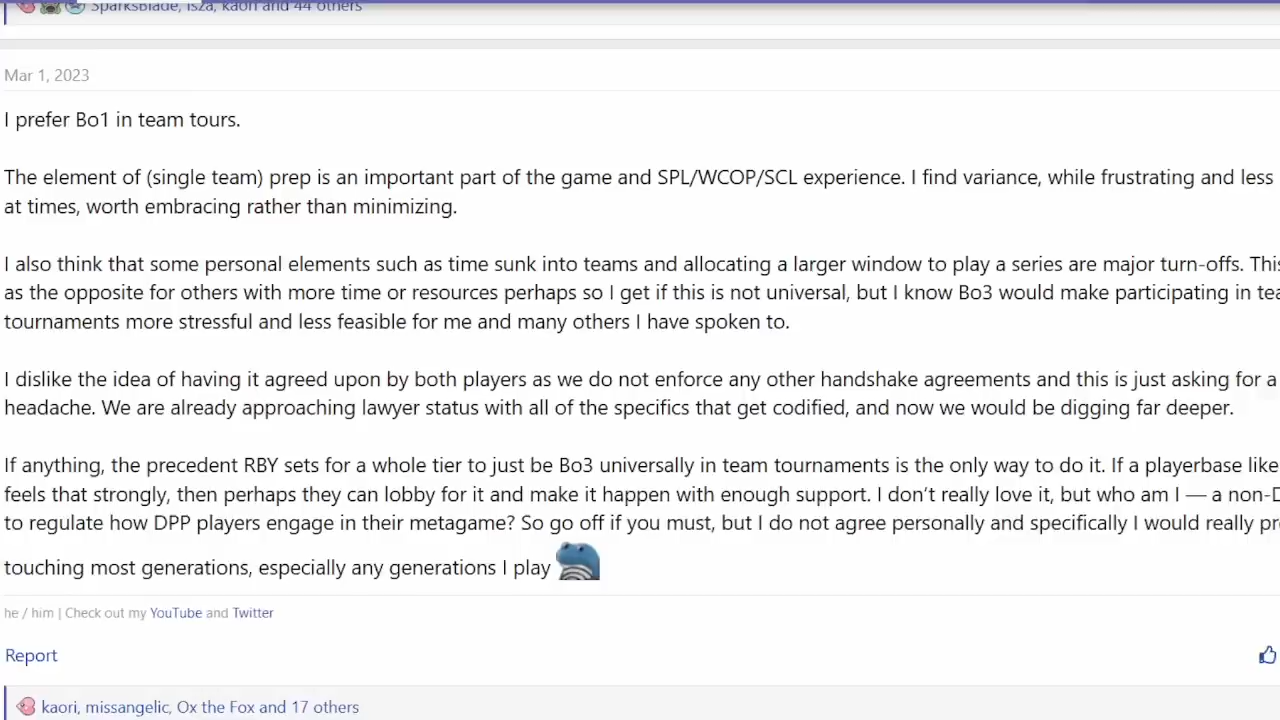 SparksBlade, Isza, kaori and 44 others
Mar 1, 2023
I prefer Bo1 in team tours.
The element of (single team) prep is an important part of the game and SPL/WCOP/SCL experience. I find variance, while frustrating and less
at times, worth embracing rather than minimizing.
I also think that some personal elements such as time sunk into teams and allocating a larger window to play a series are major turn-offs. This
as the opposite for others with more time or resources perhaps so I get if this is not universal, but I know Bo3 would make participating in
tournaments more stressful and less feasible for me and many others I have spoken to.
I dislike the idea of having it agreed upon by both players as we do not enforce any other handshake agreements and this is just asking for a
headache. We are already approaching lawyer status with all of the specifics that get codified, and now we would be digging far deeper.
If anything, the precedent RBY sets for a whole tier to just be Bo3 universally in team tournaments is the only way to do it. If a playerbase like
feels that strongly, then perhaps they can lobby for it and make it happen with enough support. I don't really love it, but who am I — a
to regulate how DPP players engage in their metagame? So go off if you must, but I do not agree personally and specifically I would really
touching most generations, especially any generations I play
he / him | Check out my YouTube and Twitter
Report
kaori, missangelic, Ox the Fox and 17 others